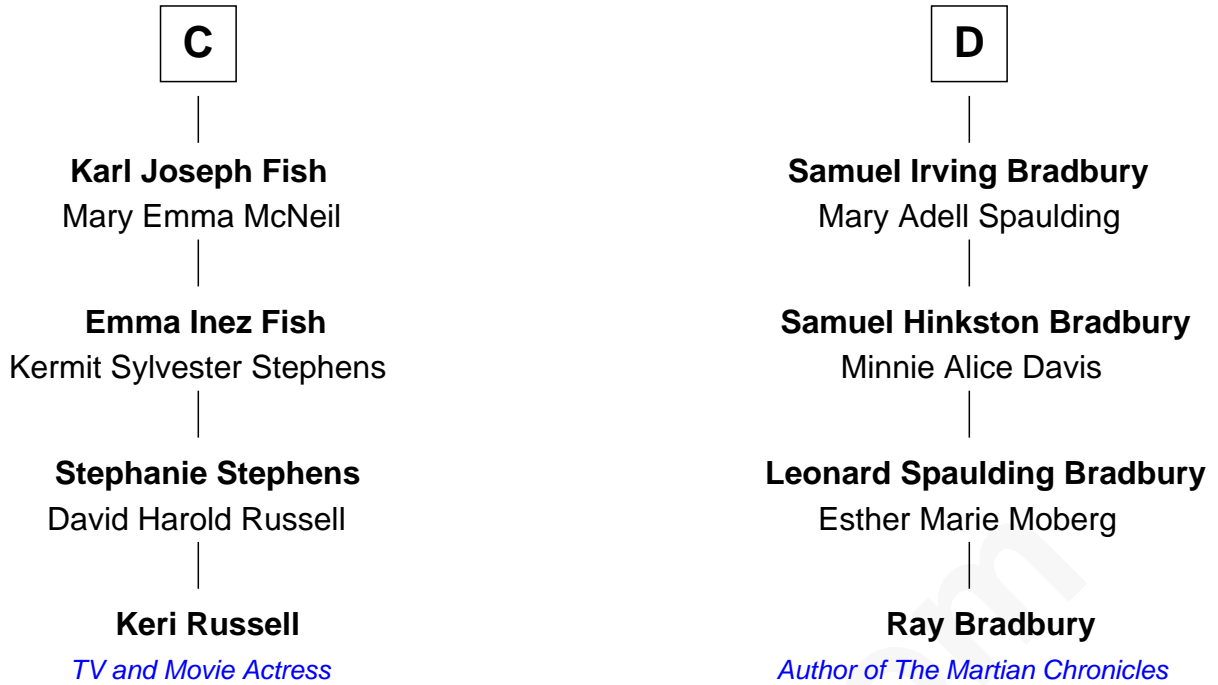 C
Karl Joseph Fish
Mary Emma McNeil
Emma Inez Fish
Kermit Sylvester Stephens
Stephanie Stephens
David Harold Russell
Keri Russell
TV and Movie Actress
D
Samuel Irving Bradbury
Mary Adell Spaulding
Samuel Hinkston Bradbury
Minnie Alice Davis
Leonard Spaulding Bradbury
Esther Marie Moberg
Ray Bradbury
Author of The Martian Chronicles